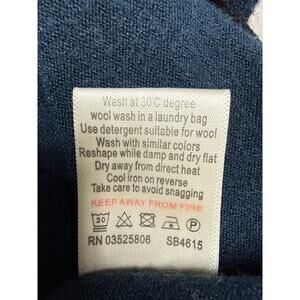 Wash at 30°C degree
wool wash in a laundry bag
Use detergent suitable for wool
Wash with similar colors
Reshape while damp and dry flat
Dry away from direct heat
Cool iron on reverse
Take care to avoid snagging
KEEP AWAY FROM FIRE
30 P
RN 03525806 SB4615